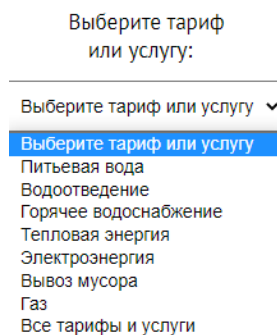 Выберите тариф
или услугу:
Выберите тариф или услугу
Выберите тариф или услугу
Питьевая вода
Водоотведение
Горячее водоснабжение
Тепловая энергия
Электроэнергия
Вывоз мусора
Газ
Все тарифы и услуги